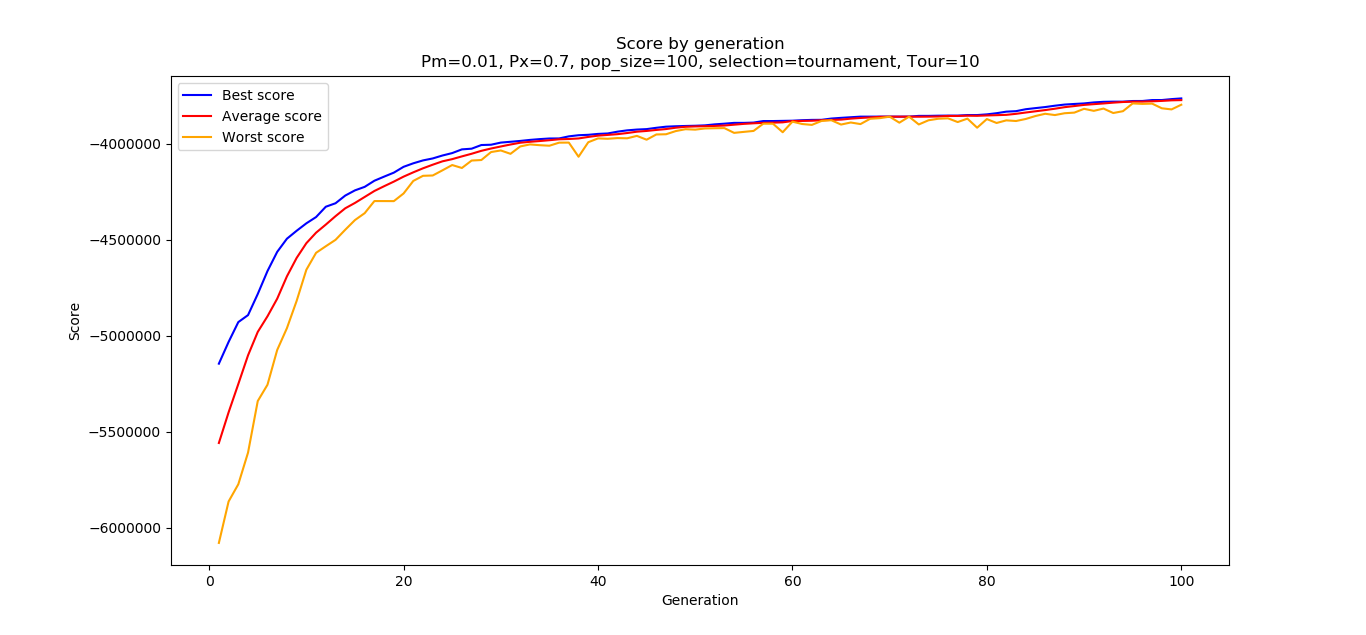 Score by generation
Pm=0.01, Px=0.7, pop_size=100, selection=tournament, Tour=10
Best score
Average score
Worst score
−4000000
−4500000
−5000000
−5500000
−6000000
Score
0 20 40 60 80 100
Generation